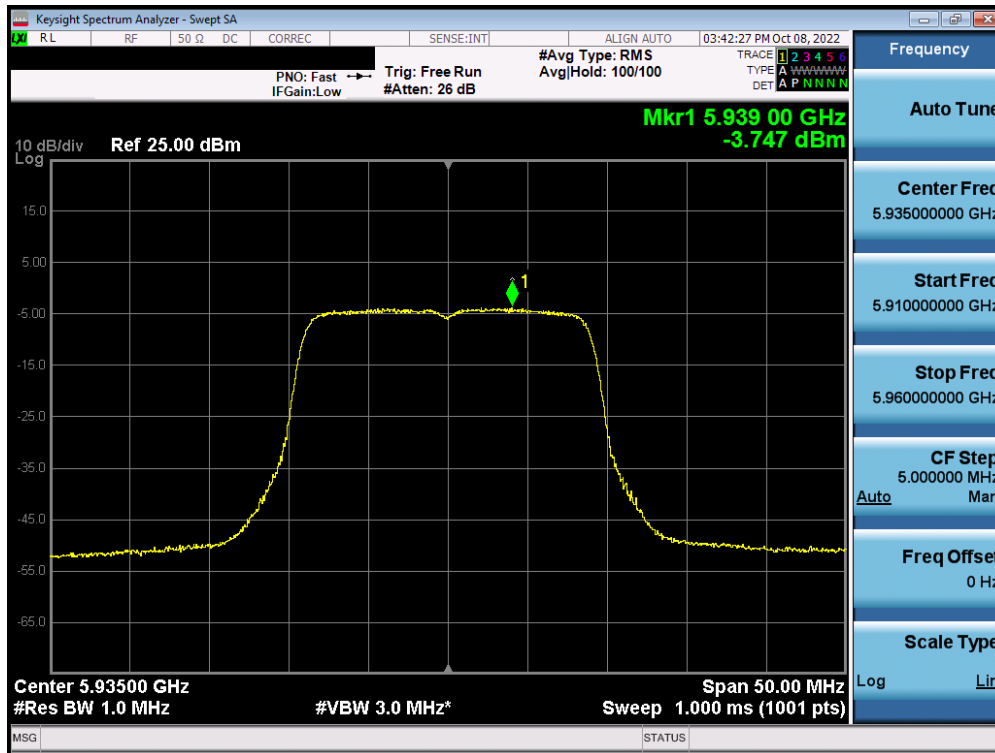 Keysight Spectrum Analyzer - Swept SA
LXI RL RF 50 Ω DC CORREC SENSE:INT ALIGN AUTO 03:42:27 PM Oct 08, 2022
PNO: Fast
IFGain:Low
Trig: Free Run
#Atten: 26 dB
#Avg Type: RMS
Avg|Hold: 100/100
TRACE 1 2 3 4 5 6
TYPE A WWWWW
DET A P N N N N
Mkr1 5.939 00 GHz
-3.747 dBm
10 dB/div
Log
Ref 25.00 dBm
15.0
5.00
-5.00
-15.0
-25.0
-35.0
-45.0
-55.0
-65.0
1
Center 5.93500 GHz
Span 50.00 MHz
#Res BW 1.0 MHz
#VBW 3.0 MHz*
Sweep 1.000 ms (1001 pts)
MSG
STATUS
Frequency
Auto Tune
Center Freq
5.935000000 GHz
Start Freq
5.910000000 GHz
Stop Freq
5.960000000 GHz
CF Step
5.000000 MHz
Auto Man
Freq Offset
0 Hz
Scale Type
Log Lin